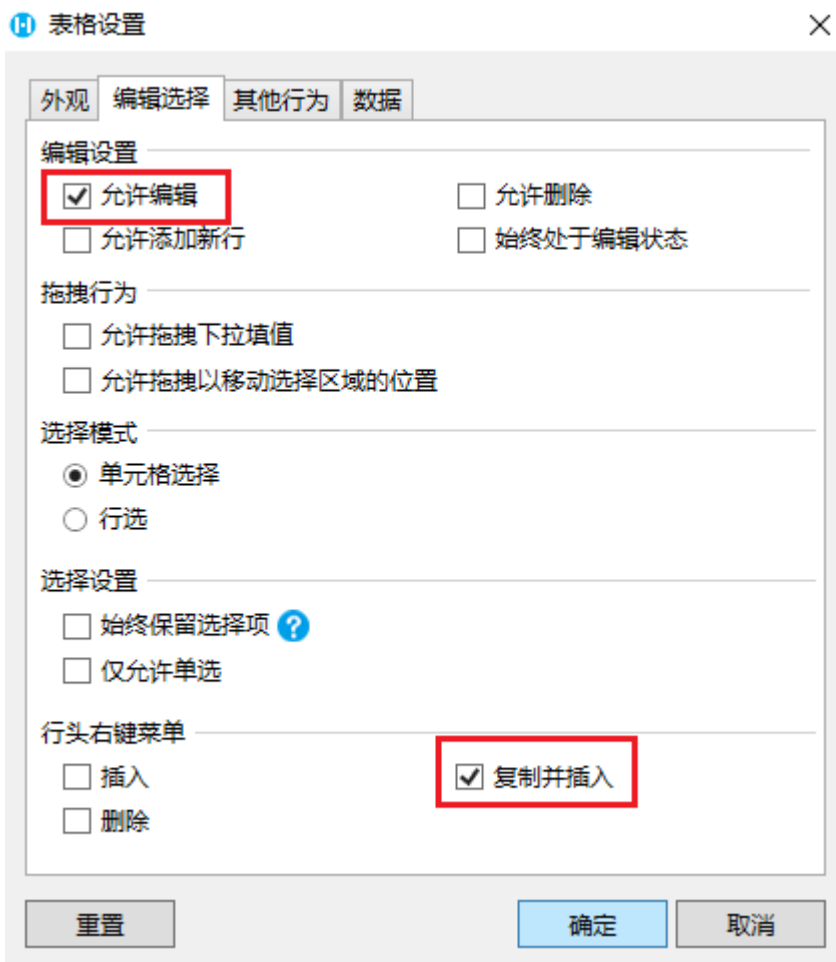 表格设置
外观 编辑选择 其他行为 数据
编辑设置
允许编辑 允许删除
允许添加新行 始终处于编辑状态
拖拽行为
允许拖拽下拉填值
允许拖拽以移动选择区域的位置
选择模式
单元格选择
行选
选择设置
始终保留选择项 ?
仅允许单选
行头右键菜单
插入 复制并插入
删除
重置 确定 取消